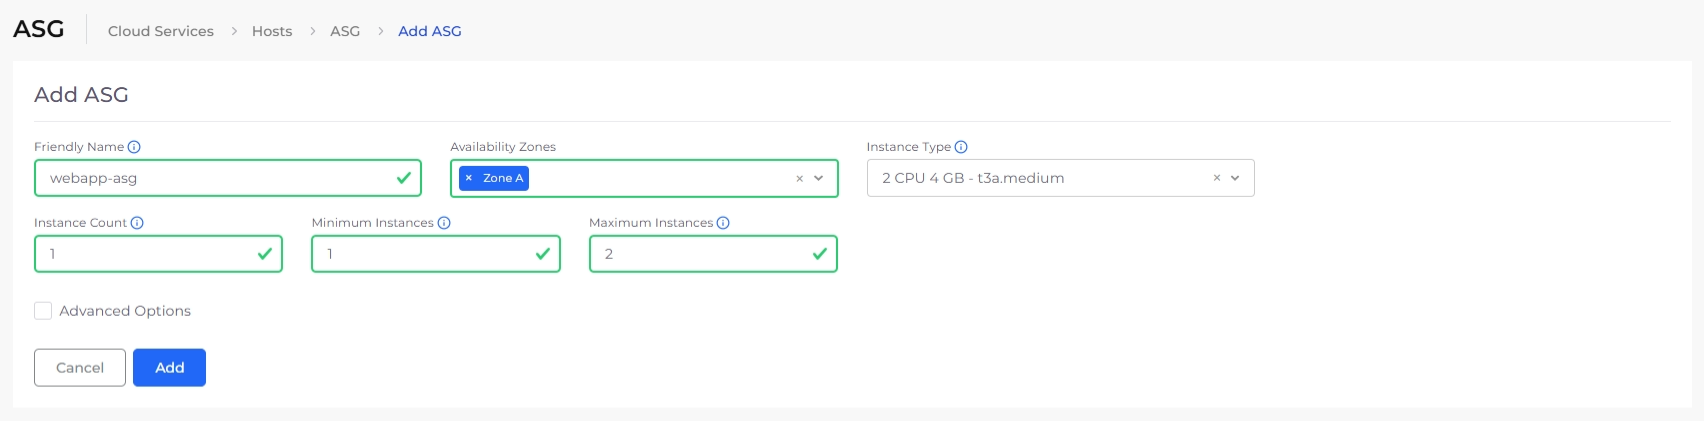 ASG
Cloud Services > Hosts > ASG > Add ASG
Add ASG
Friendly Name Availability Zones Instance Type
webapp-asg × Zone A × 2 CPU 4 GB - t3a.medium ×
Instance Count Minimum Instances Maximum Instances
1 1 2
Advanced Options
Cancel Add